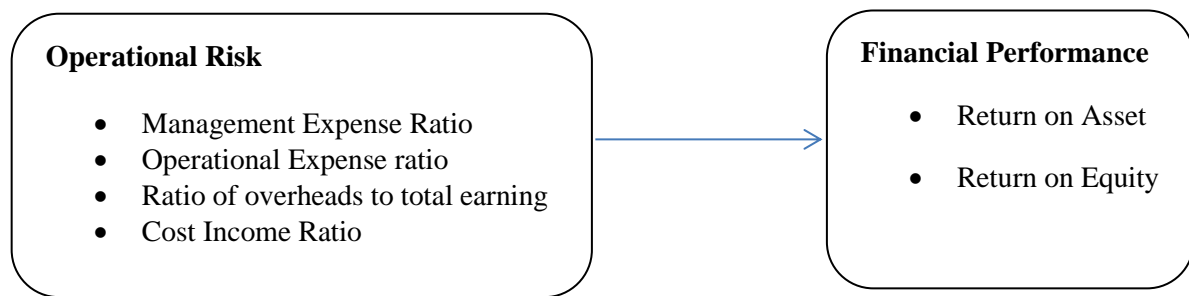 Operational Risk
• Management Expense Ratio
• Operational Expense ratio
• Ratio of overheads to total earning
• Cost Income Ratio
Financial Performance
• Return on Asset
• Return on Equity